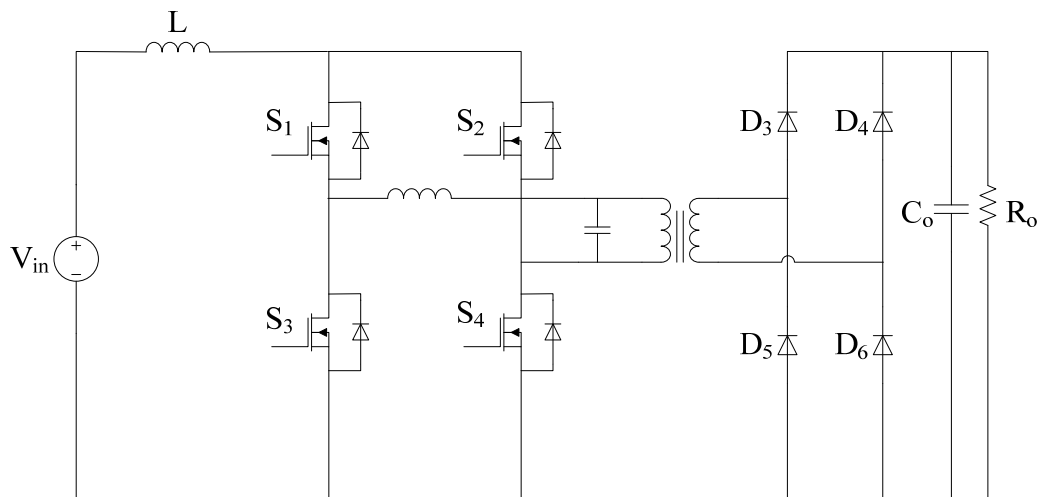 L
S₁
S₂
D₃
D₄
Vᵢₙ
+
−
Cₒ
Rₒ
S₃
S₄
D₅
D₆